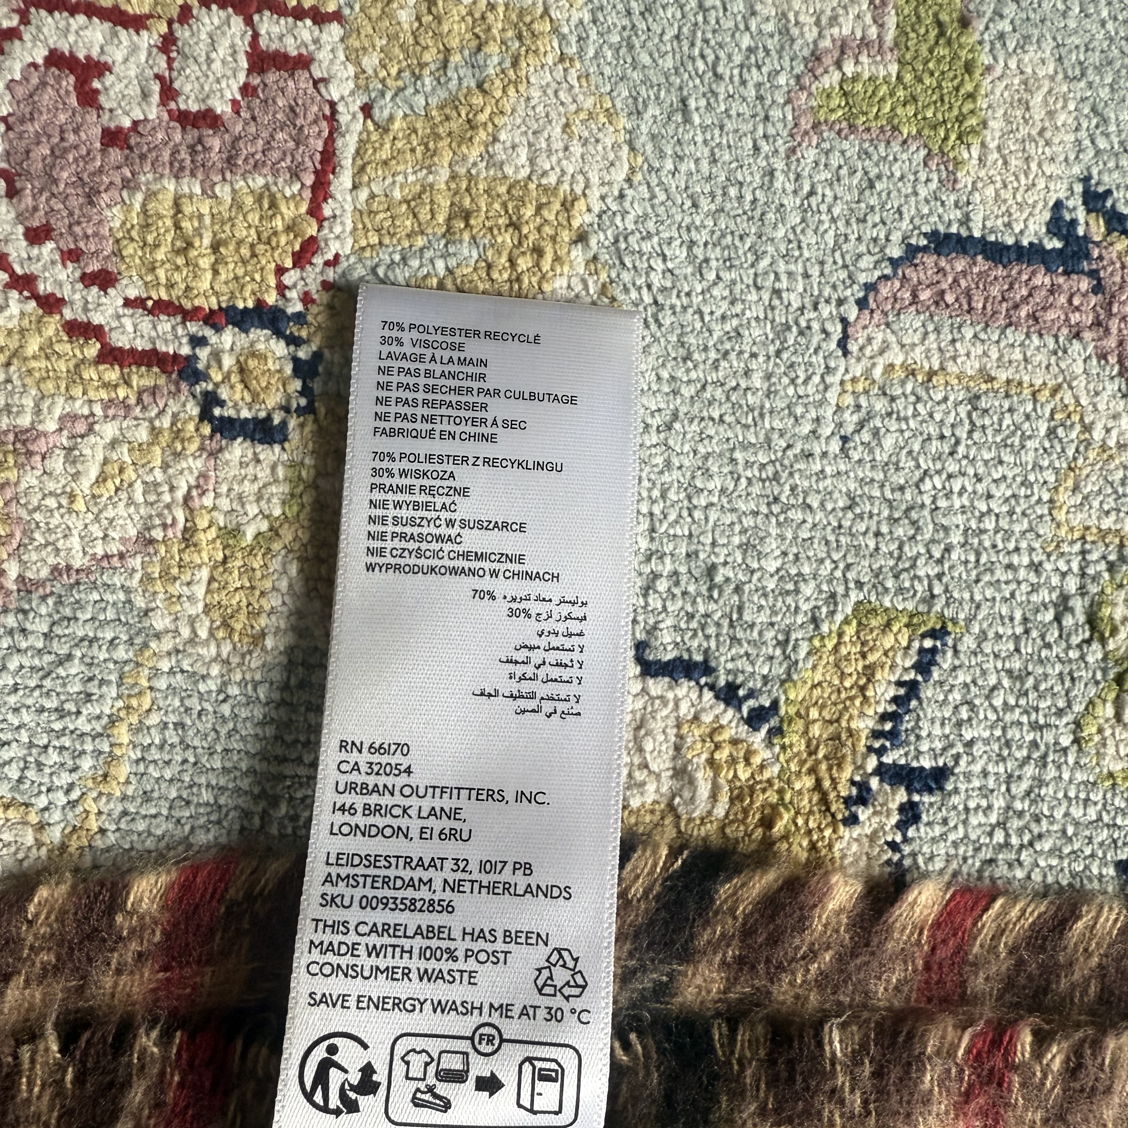 70% POLYESTER RECYCLÉ
30% VISCOSE
LAVAGE À LA MAIN
NE PAS BLANCHIR
NE PAS SECHER PAR CULBUTAGE
NE PAS REPASSER
NE PAS NETTOYER Á SEC
FABRIQUÉ EN CHINE
70% POLIESTER Z RECYKLINGU
30% WISKOZA
PRANIE RĘCZNE
NIE WYBIELAĆ
NIE SUSZYĆ W SUSZARCE
NIE PRASOWAĆ
NIE CZYŚCIĆ CHEMICZNIE
WYPRODUKOWANO W CHINACH
بوليستر معاد تدويره 70%
فيسكوز لزج 30%
غسيل يدوي
لا تستعمل مبيض
لا تُجفف في المجفف
لا تستعمل المكواة
لا تستخدم التنظيف الجاف
صُنع في الصين
RN 66170
CA 32054
URBAN OUTFITTERS, INC.
146 BRICK LANE,
LONDON, E1 6RU
LEIDSESTRAAT 32, 1017 PB
AMSTERDAM, NETHERLANDS
SKU 0093582856
THIS CARELABEL HAS BEEN
MADE WITH 100% POST
CONSUMER WASTE
SAVE ENERGY WASH ME AT 30 °C
FR